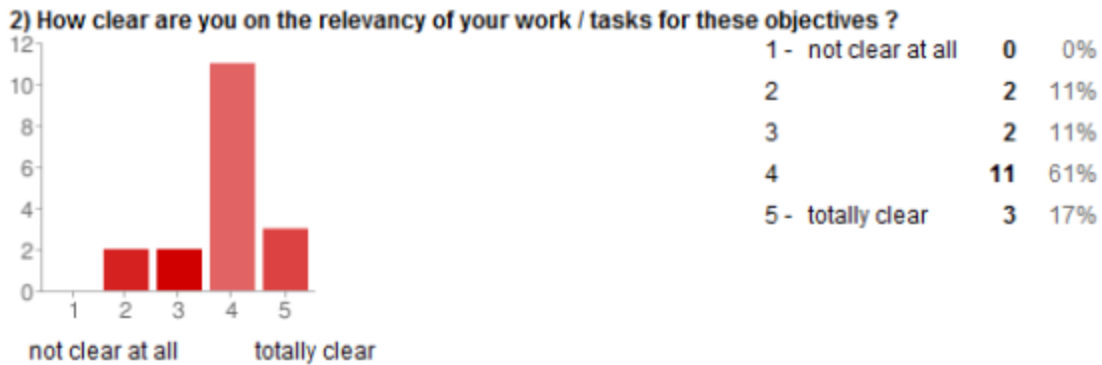 2) How clear are you on the relevancy of your work / tasks for these objectives ?
12
10
8
6
4
2
0
1 2 3 4 5
not clear at all totally clear
1 - not clear at all 0 0%
2 2 11%
3 2 11%
4 11 61%
5 - totally clear 3 17%